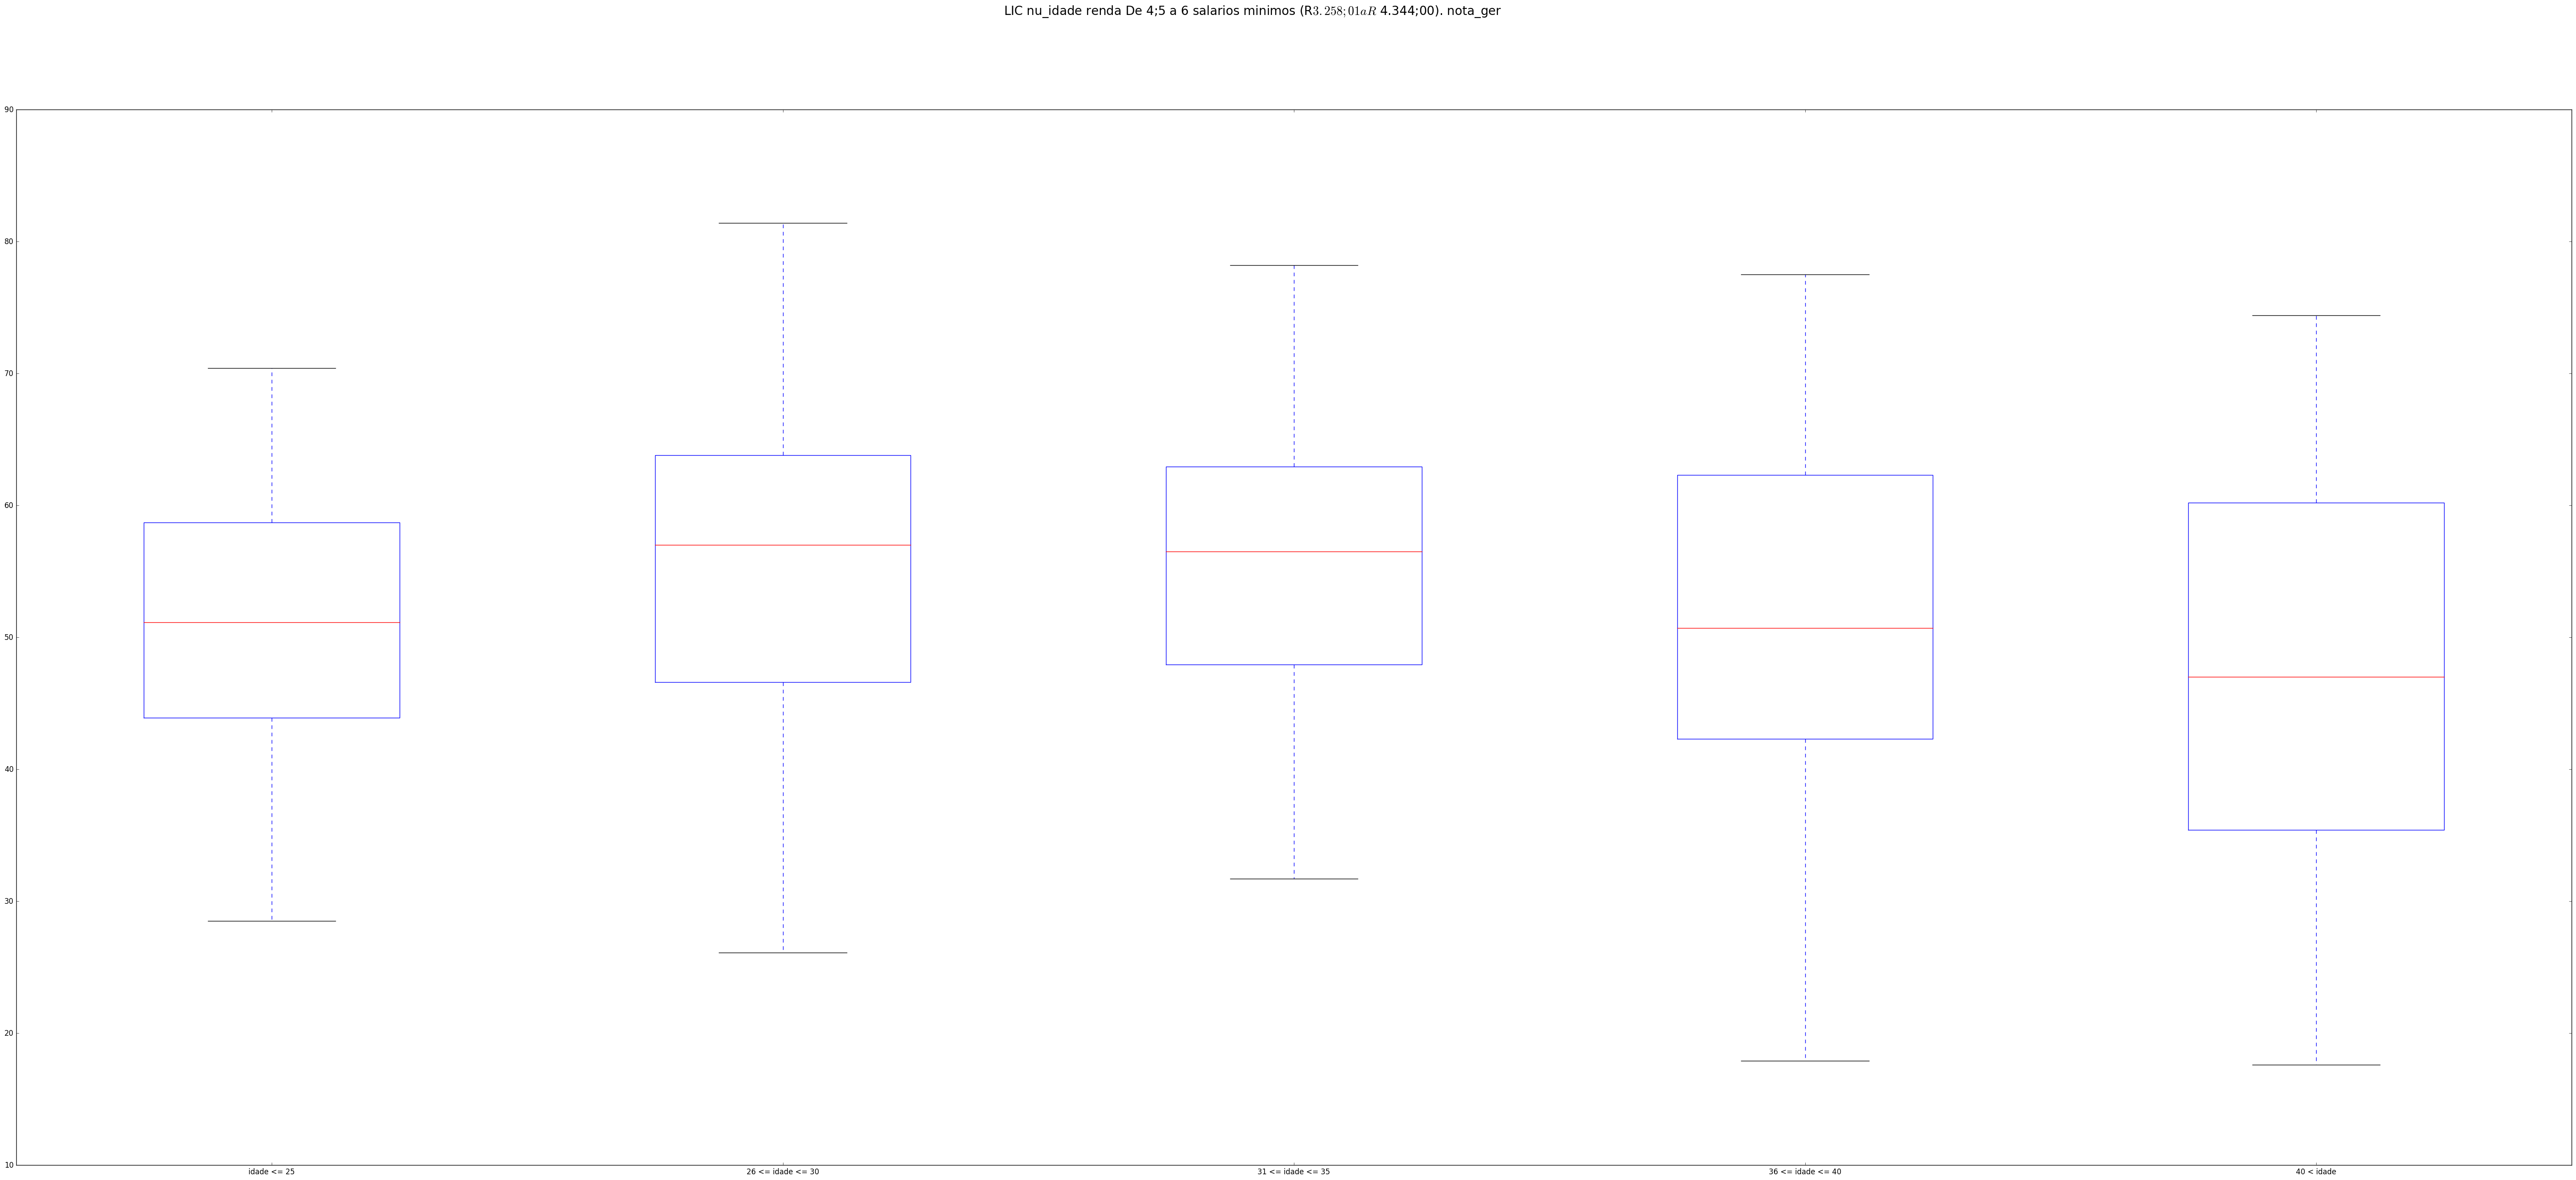 LIC nu_idade renda De 4;5 a 6 salarios minimos (R3.258;01aR 4.344;00). nota_ger
90
80
70
60
50
40
30
20
10
idade <= 25
26 <= idade <= 30
31 <= idade <= 35
36 <= idade <= 40
40 < idade